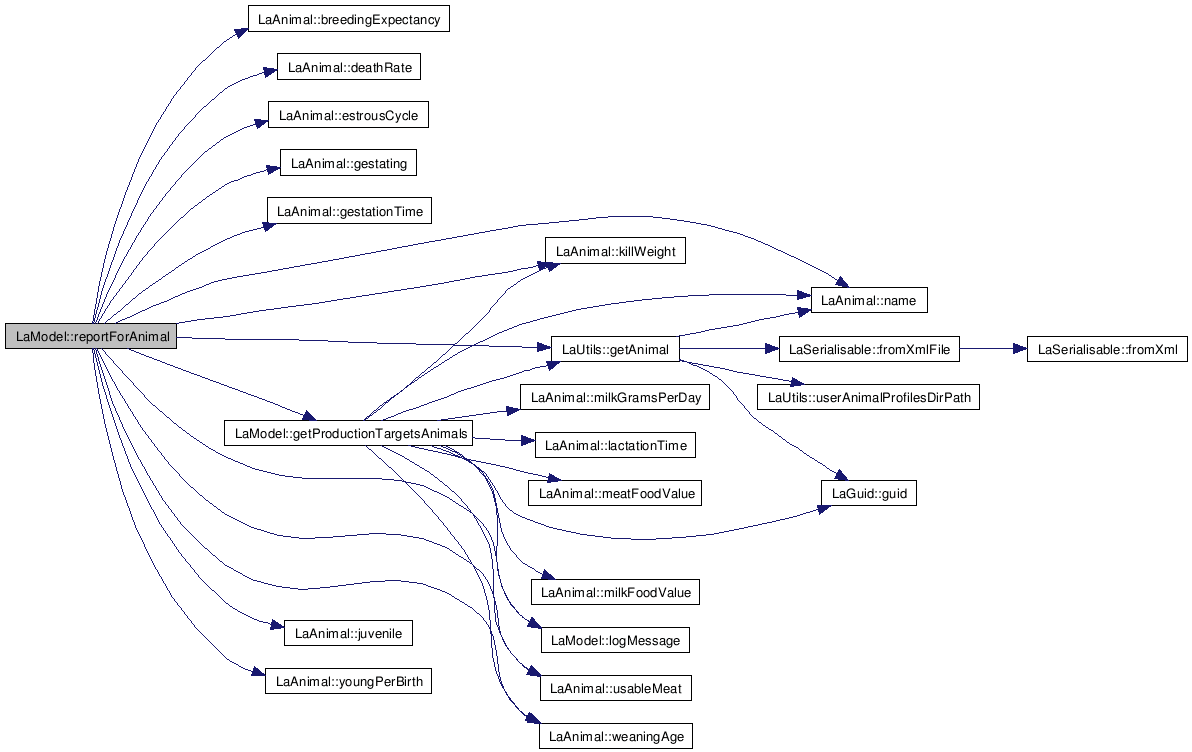 LaAnimal::breedingExpectancy
LaAnimal::deathRate
LaAnimal::estrousCycle
LaAnimal::gestating
LaAnimal::gestationTime
LaAnimal::killWeight
LaAnimal::name
LaModel::reportForAnimal
LaUtils::getAnimal
LaSerialisable::fromXmlFile
LaSerialisable::fromXml
LaAnimal::milkGramsPerDay
LaUtils::userAnimalProfilesDirPath
LaModel::getProductionTargetsAnimals
LaAnimal::lactationTime
LaAnimal::meatFoodValue
LaGuid::guid
LaAnimal::milkFoodValue
LaAnimal::juvenile
LaModel::logMessage
LaAnimal::youngPerBirth
LaAnimal::usableMeat
LaAnimal::weaningAge